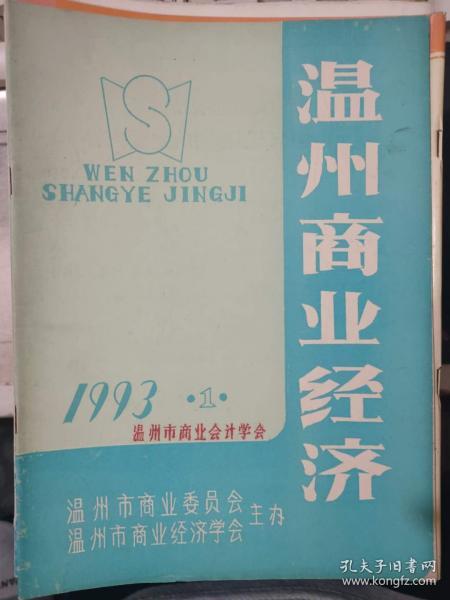 温州商业经济
WEN ZHOU
SHANGYE JINGJI
1993 ·1·
温州市商业会计学会
温州市商业委员会
温州市商业经济学会
主办
孔夫子旧书网
www.kongfz.com